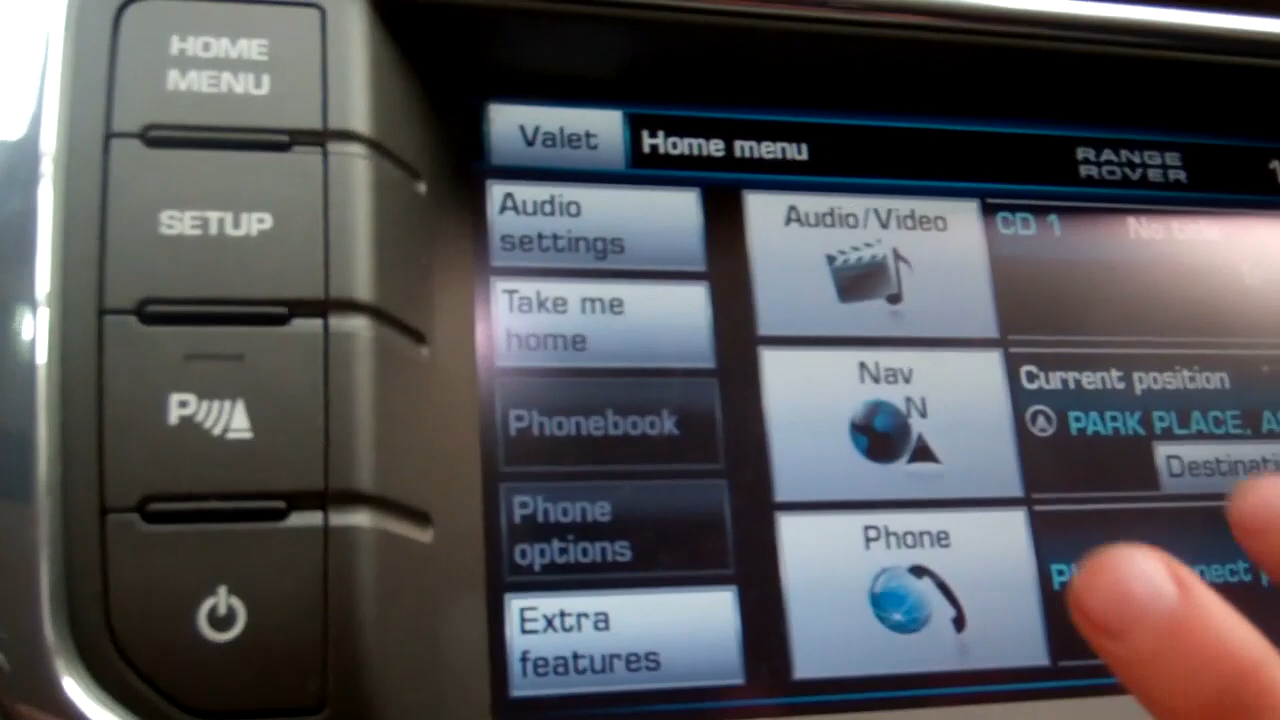 HOME
MENU
SETUP
P
Valet
Home menu
RANGE
ROVER
Audio
settings
Take me
home
Phonebook
Phone
options
Extra
features
Audio/Video
CD 1
No
Nav
N
Current position
PARK PLACE,
Phone